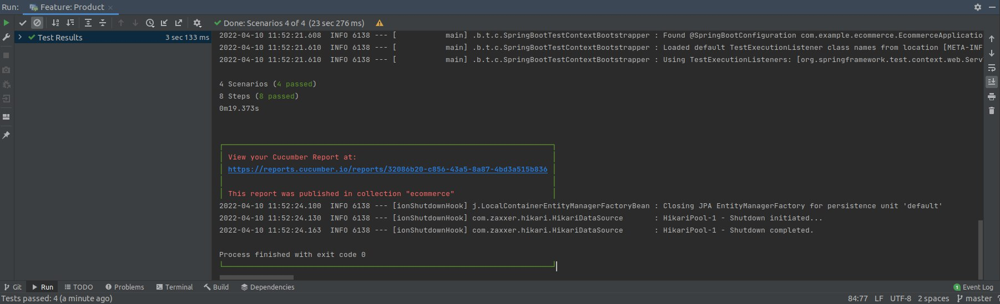 Run: Feature: Product
Done: Scenarios 4 of 4 (23 sec 276 ms)
Test Results 3 sec 133 ms
2022-04-10 11:52:21.608  INFO 6138 --- [           main] .b.t.c.SpringBootTestContextBootstrapper : Found @SpringBootConfiguration com.example.ecommerce.EcommerceApplicatio
2022-04-10 11:52:21.610  INFO 6138 --- [           main] .b.t.c.SpringBootTestContextBootstrapper : Loaded default TestExecutionListener class names from location [META-INF
2022-04-10 11:52:21.610  INFO 6138 --- [           main] .b.t.c.SpringBootTestContextBootstrapper : Using TestExecutionListeners: [org.springframework.test.context.web.Serv
4 Scenarios (4 passed)
8 Steps (8 passed)
0m19.373s
View your Cucumber Report at:
https://reports.cucumber.io/reports/32086b20-c856-43a5-8a87-4bd3a515b836
This report was published in collection "ecommerce"
2022-04-10 11:52:24.100  INFO 6138 --- [ionShutdownHook] j.LocalContainerEntityManagerFactoryBean : Closing JPA EntityManagerFactory for persistence unit 'default'
2022-04-10 11:52:24.130  INFO 6138 --- [ionShutdownHook] com.zaxxer.hikari.HikariDataSource       : HikariPool-1 - Shutdown initiated...
2022-04-10 11:52:24.163  INFO 6138 --- [ionShutdownHook] com.zaxxer.hikari.HikariDataSource       : HikariPool-1 - Shutdown completed.
Process finished with exit code 0
Git Run TODO Problems Terminal Build Dependencies 1 Event Log
Tests passed: 4 (a minute ago) 84:77 LF UTF-8 2 spaces master